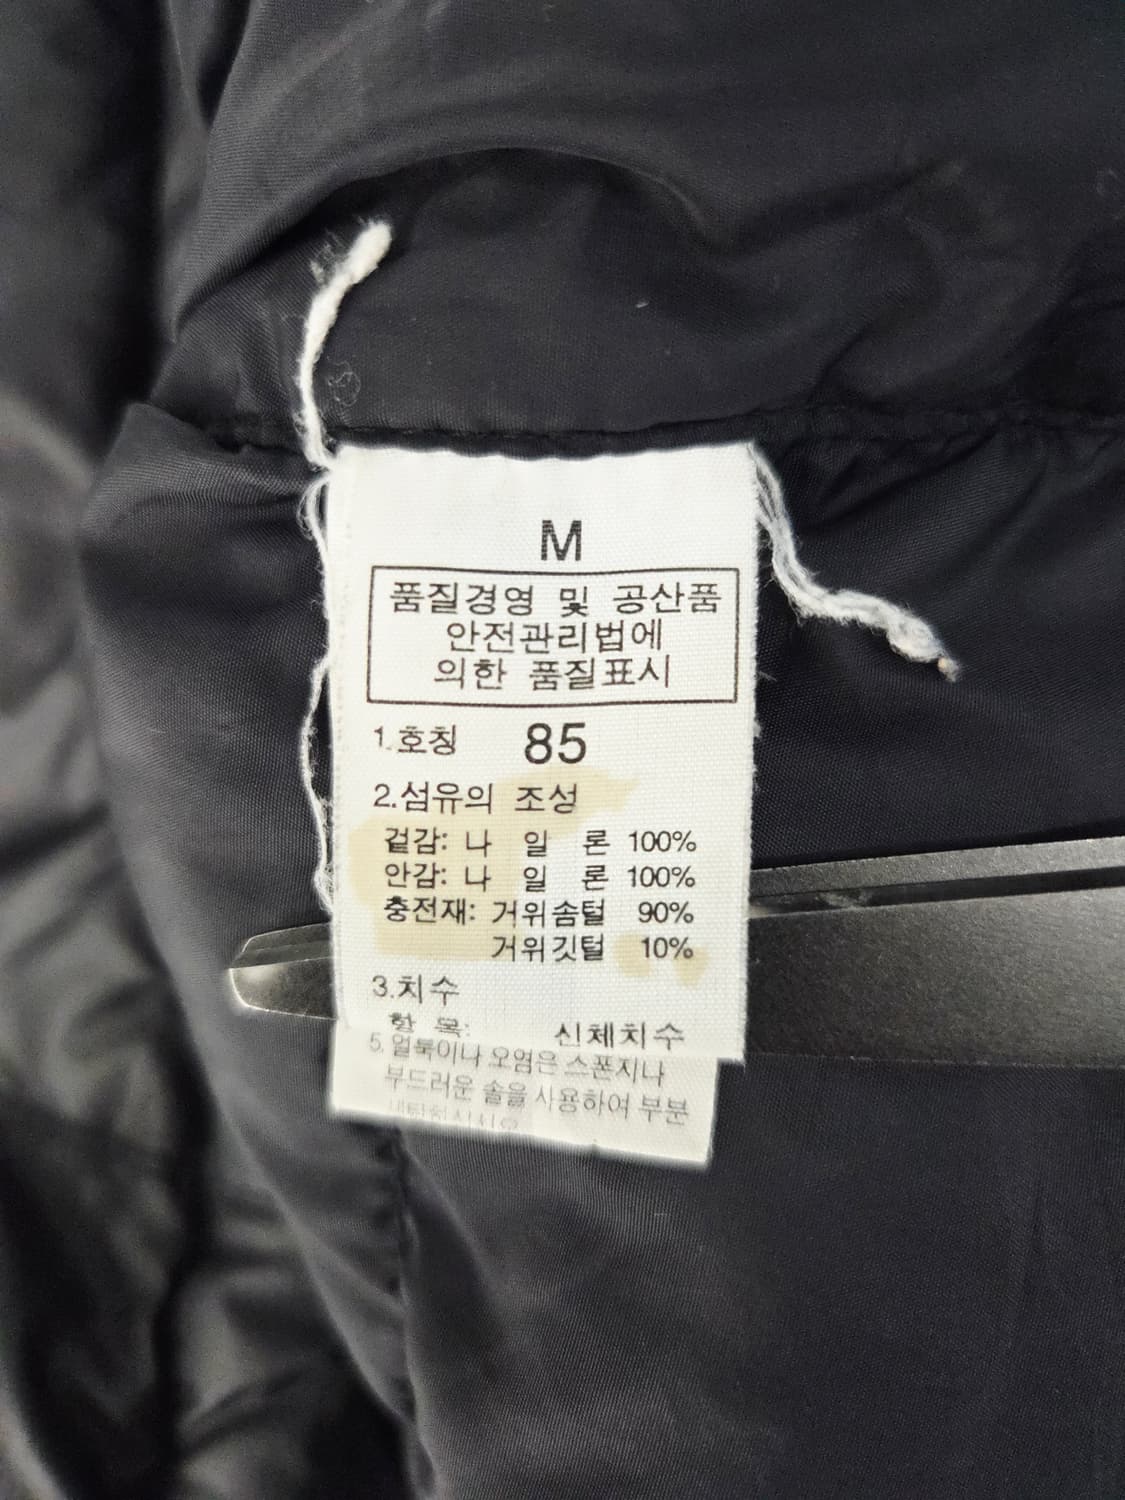 M
품질경영 및 공산품
안전관리법에
의한 품질표시
1.호칭 85
2.섬유의 조성
겉감: 나 일 론 100%
안감: 나 일 론 100%
충전재: 거위솜털 90%
거위깃털 10%
3.치수
항 목: 신체치수
5. 얼룩이나 오염은 스폰지나
부드러운 솔을 사용하여 부분